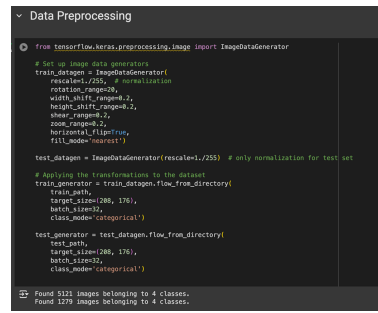 Data Preprocessing
from tensorflow.keras.preprocessing.image import ImageDataGenerator
# Set up image data generators
train_datagen = ImageDataGenerator(
rescale=1./255,  # normalization
rotation_range=20,
width_shift_range=0.2,
height_shift_range=0.2,
shear_range=0.2,
zoom_range=0.2,
horizontal_flip=True,
fill_mode='nearest')
test_datagen = ImageDataGenerator(rescale=1./255)  # only normalization for test set
# Applying the transformations to the dataset
train_generator = train_datagen.flow_from_directory(
train_path,
target_size=(208, 176),
batch_size=32,
class_mode='categorical')
test_generator = test_datagen.flow_from_directory(
test_path,
target_size=(208, 176),
batch_size=32,
class_mode='categorical')
Found 5121 images belonging to 4 classes.
Found 1279 images belonging to 4 classes.